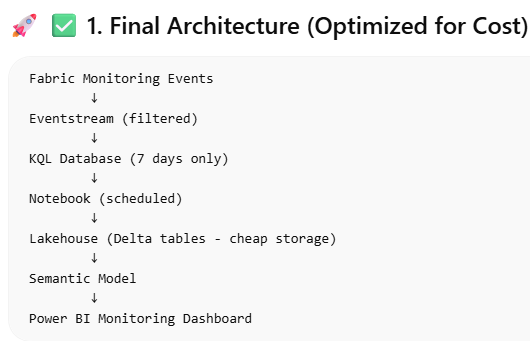 🚀 ✅ 1. Final Architecture (Optimized for Cost)
Fabric Monitoring Events
↓
Eventstream (filtered)
↓
KQL Database (7 days only)
↓
Notebook (scheduled)
↓
Lakehouse (Delta tables - cheap storage)
↓
Semantic Model
↓
Power BI Monitoring Dashboard